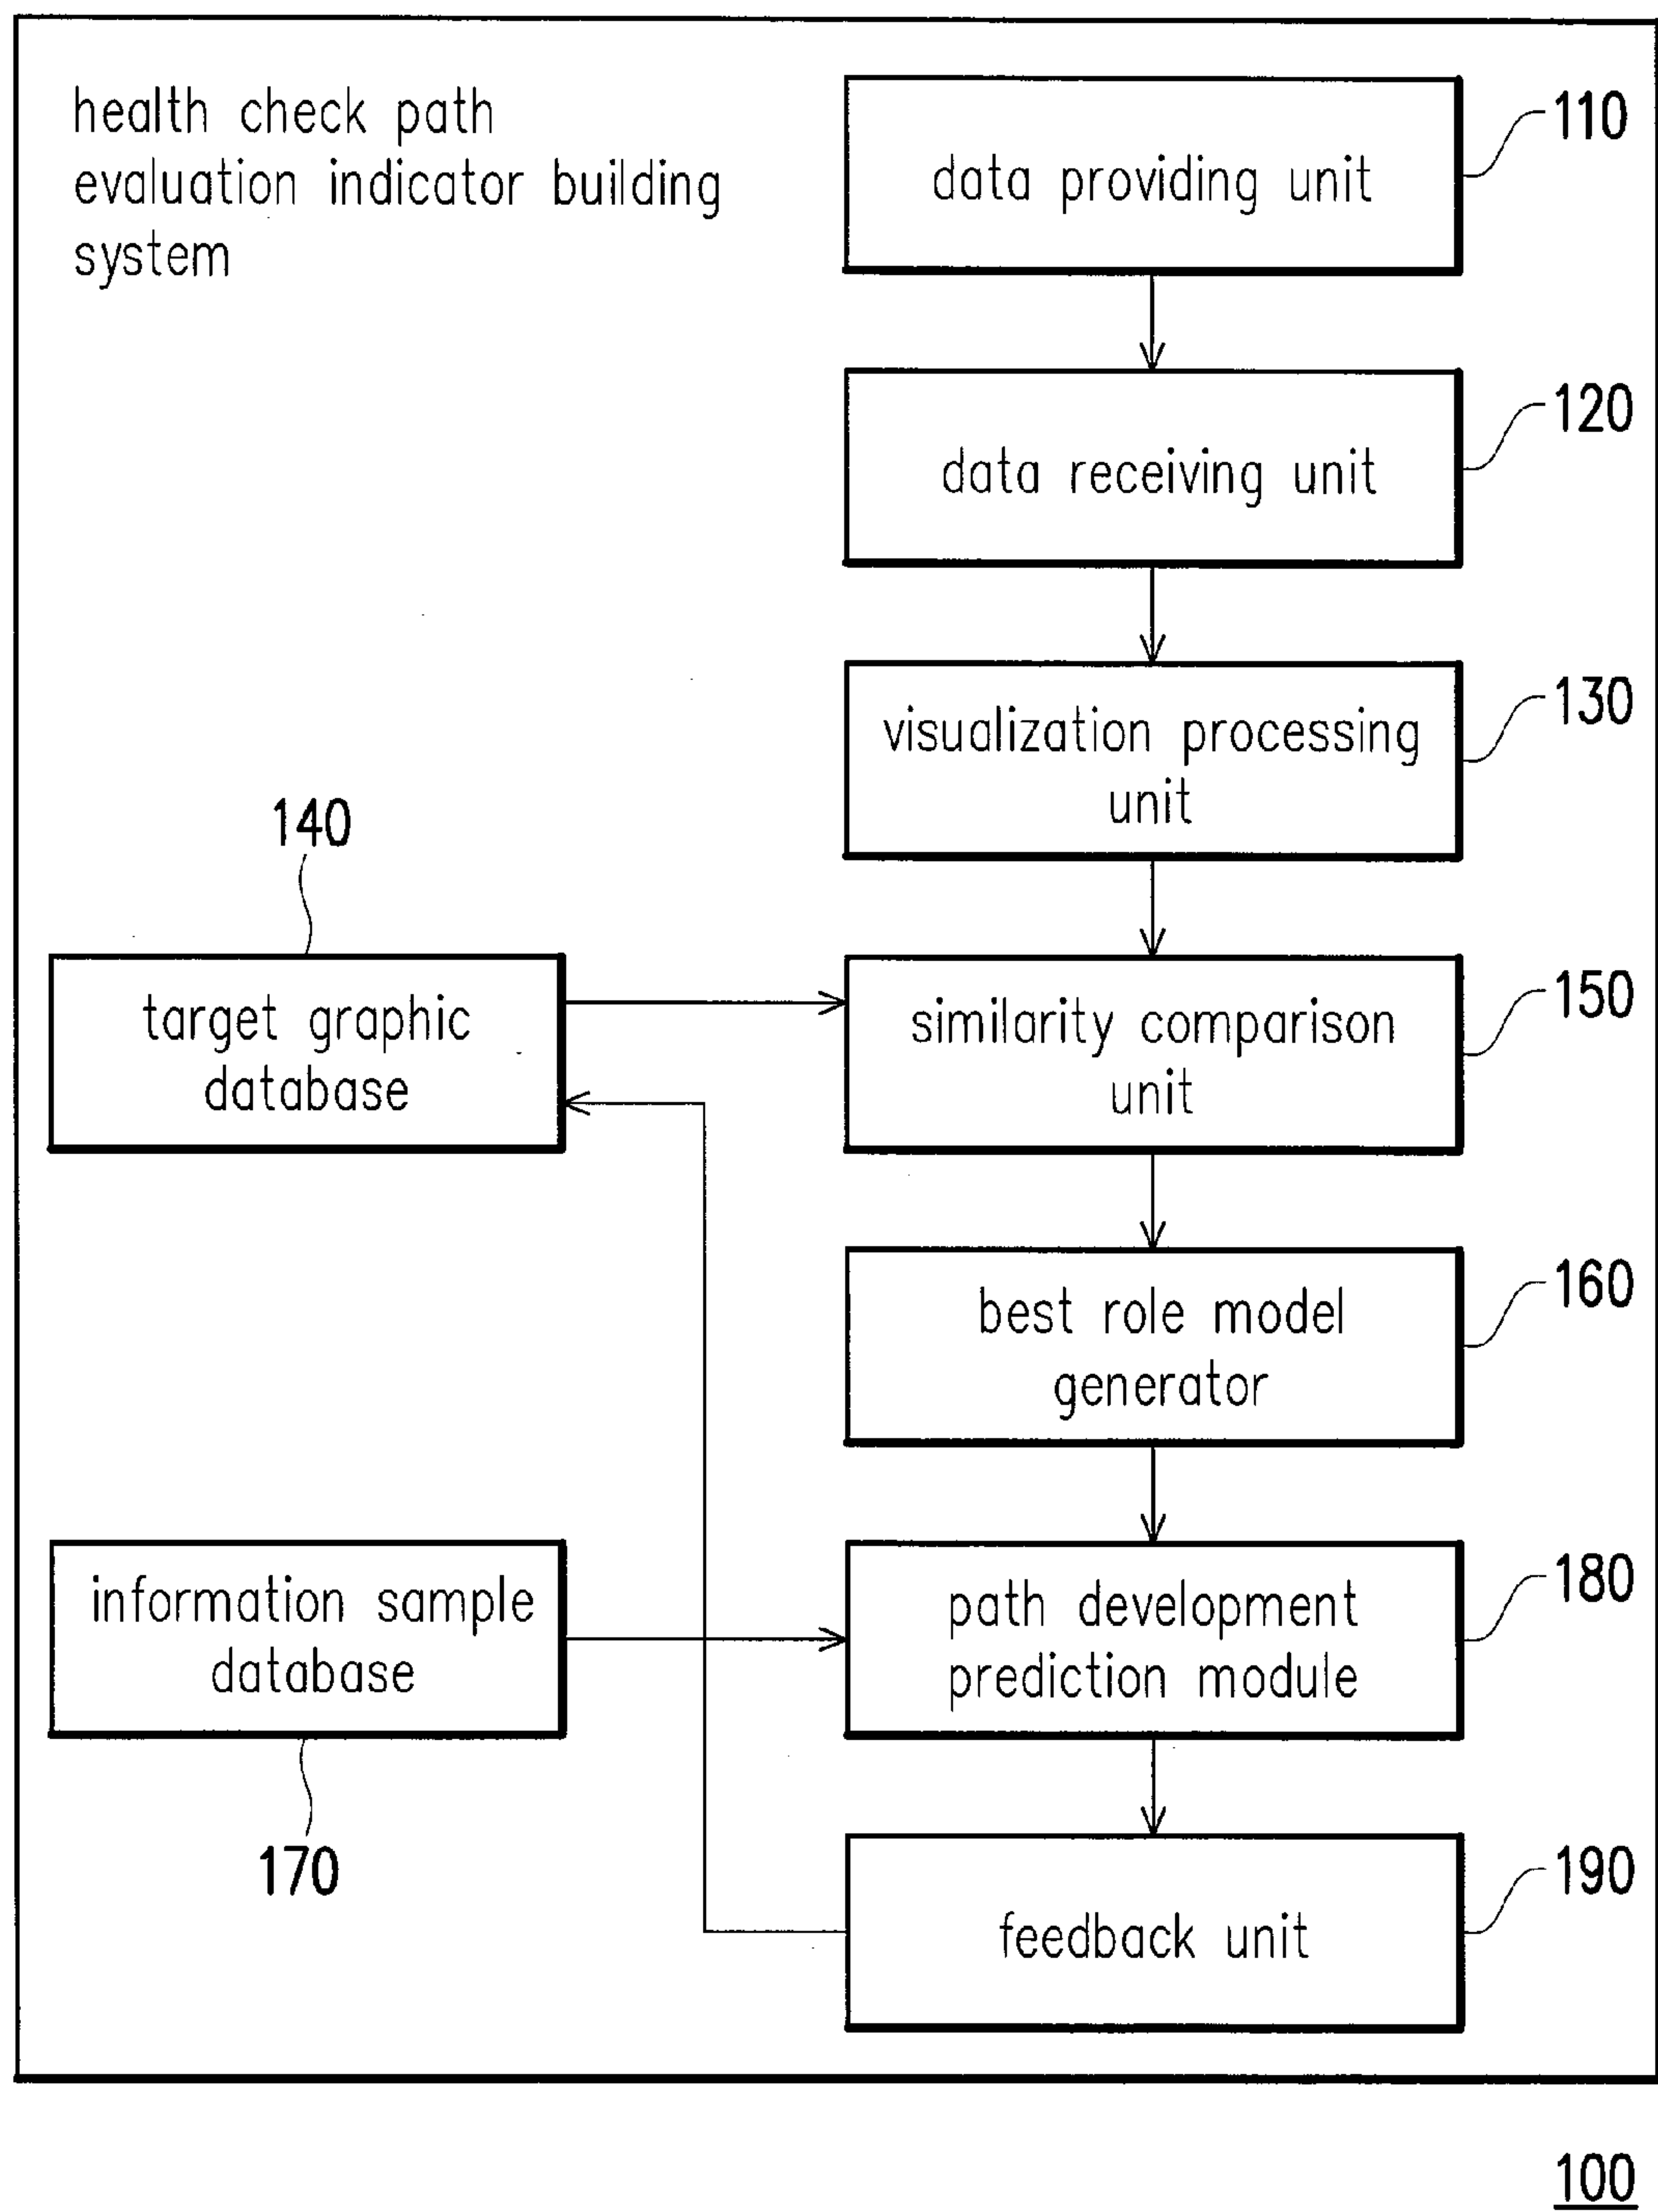 health check path
evaluation indicator building
system
data providing unit
110
data receiving unit
120
visualization processing
unit
130
140
target graphic
database
similarity comparison
unit
150
best role model
generator
160
information sample
database
170
path development
prediction module
180
feedback unit
190
100